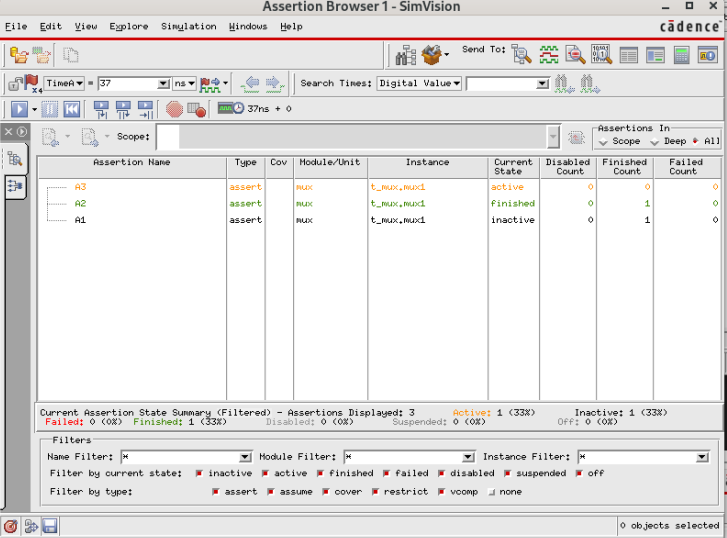 Assertion Browser 1 - SimVision
File Edit View Explore Simulation Windows Help
cādence
Send To:
TimeA = 37 ns
Search Times: Digital Value
37ns + 0
Scope:
Assertions In
Scope Deep All
Assertion Name Type Cov Module/Unit Instance Current State Disabled Count Finished Count Failed Count
A3 assert mux t_mux.mux1 active 0 0 0
A2 assert mux t_mux.mux1 finished 0 1 0
A1 assert mux t_mux.mux1 inactive 0 1 0
Current Assertion State Summary (Filtered) - Assertions Displayed: 3 Active: 1 (33%) Inactive: 1 (33%)
Failed: 0 (0%) Finished: 1 (33%) Disabled: 0 (0%) Suspended: 0 (0%) Off: 0 (0%)
Filters
Name Filter: * Module Filter: * Instance Filter: *
Filter by current state: inactive active finished failed disabled suspended off
Filter by type: assert assume cover restrict vcomp none
0 objects selected